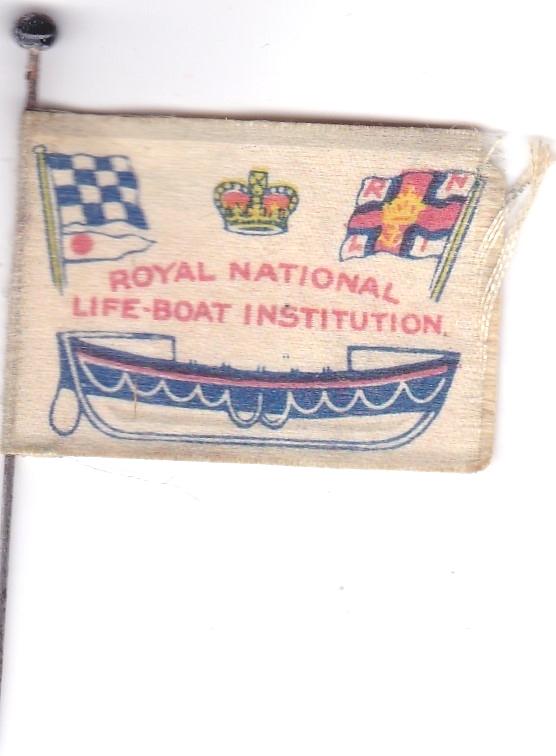 R N
L I
ROYAL NATIONAL
LIFE-BOAT INSTITUTION.